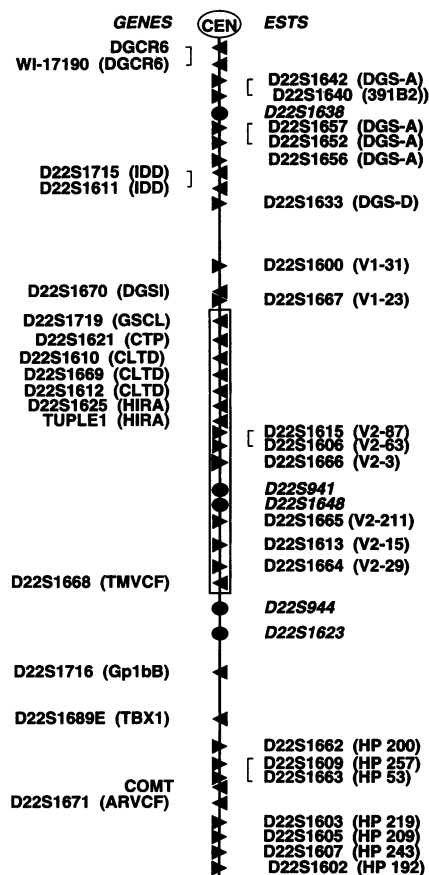 GENES CEN ESTS
DGCR6
WI-17190 (DGCR6)
D22S1642 (DGS-A)
D22S1640 (391B2))
D22S1638
D22S1657 (DGS-A)
D22S1652 (DGS-A)
D22S1656 (DGS-A)
D22S1715 (IDD)
D22S1611 (IDD)
D22S1633 (DGS-D)
D22S1600 (V1-31)
D22S1670 (DGSI)
D22S1667 (V1-23)
D22S1719 (GSCL)
D22S1621 (CTP)
D22S1610 (CLTD)
D22S1669 (CLTD)
D22S1612 (CLTD)
D22S1625 (HIRA)
TUPLE1 (HIRA)
D22S1615 (V2-87)
D22S1606 (V2-63)
D22S1666 (V2-3)
D22S941
D22S1648
D22S1665 (V2-211)
D22S1613 (V2-15)
D22S1664 (V2-29)
D22S1668 (TMVCF)
D22S944
D22S1623
D22S1716 (Gp1bB)
D22S1689E (TBX1)
D22S1662 (HP 200)
D22S1609 (HP 257)
D22S1663 (HP 53)
COMT
D22S1671 (ARVCF)
D22S1603 (HP 219)
D22S1605 (HP 209)
D22S1607 (HP 243)
D22S1602 (HP 192)